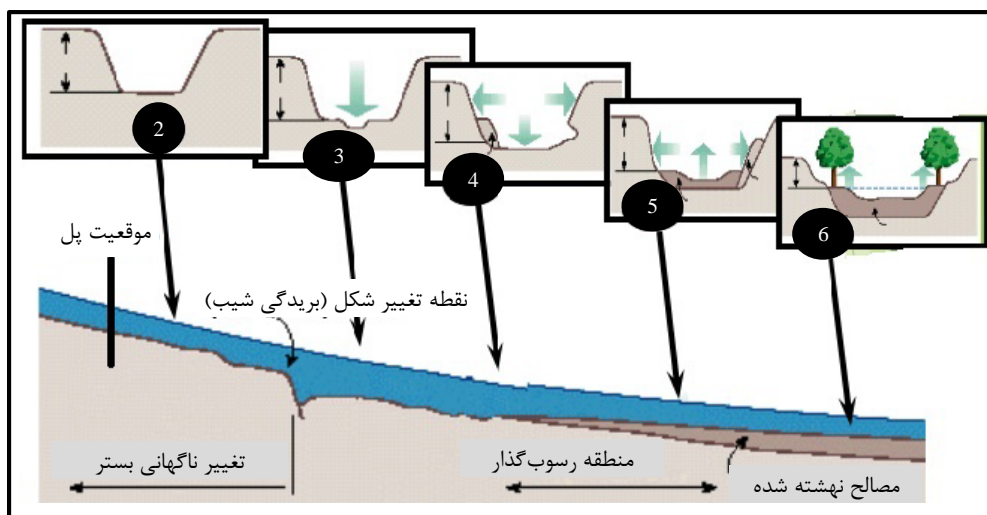 2
3
4
5
6
موقعیت پل
نقطه تغییر شکل (بریدگی شیب)
تغییر ناگهانی بستر
منطقه رسوب‌گذار
مصالح نهشته شده